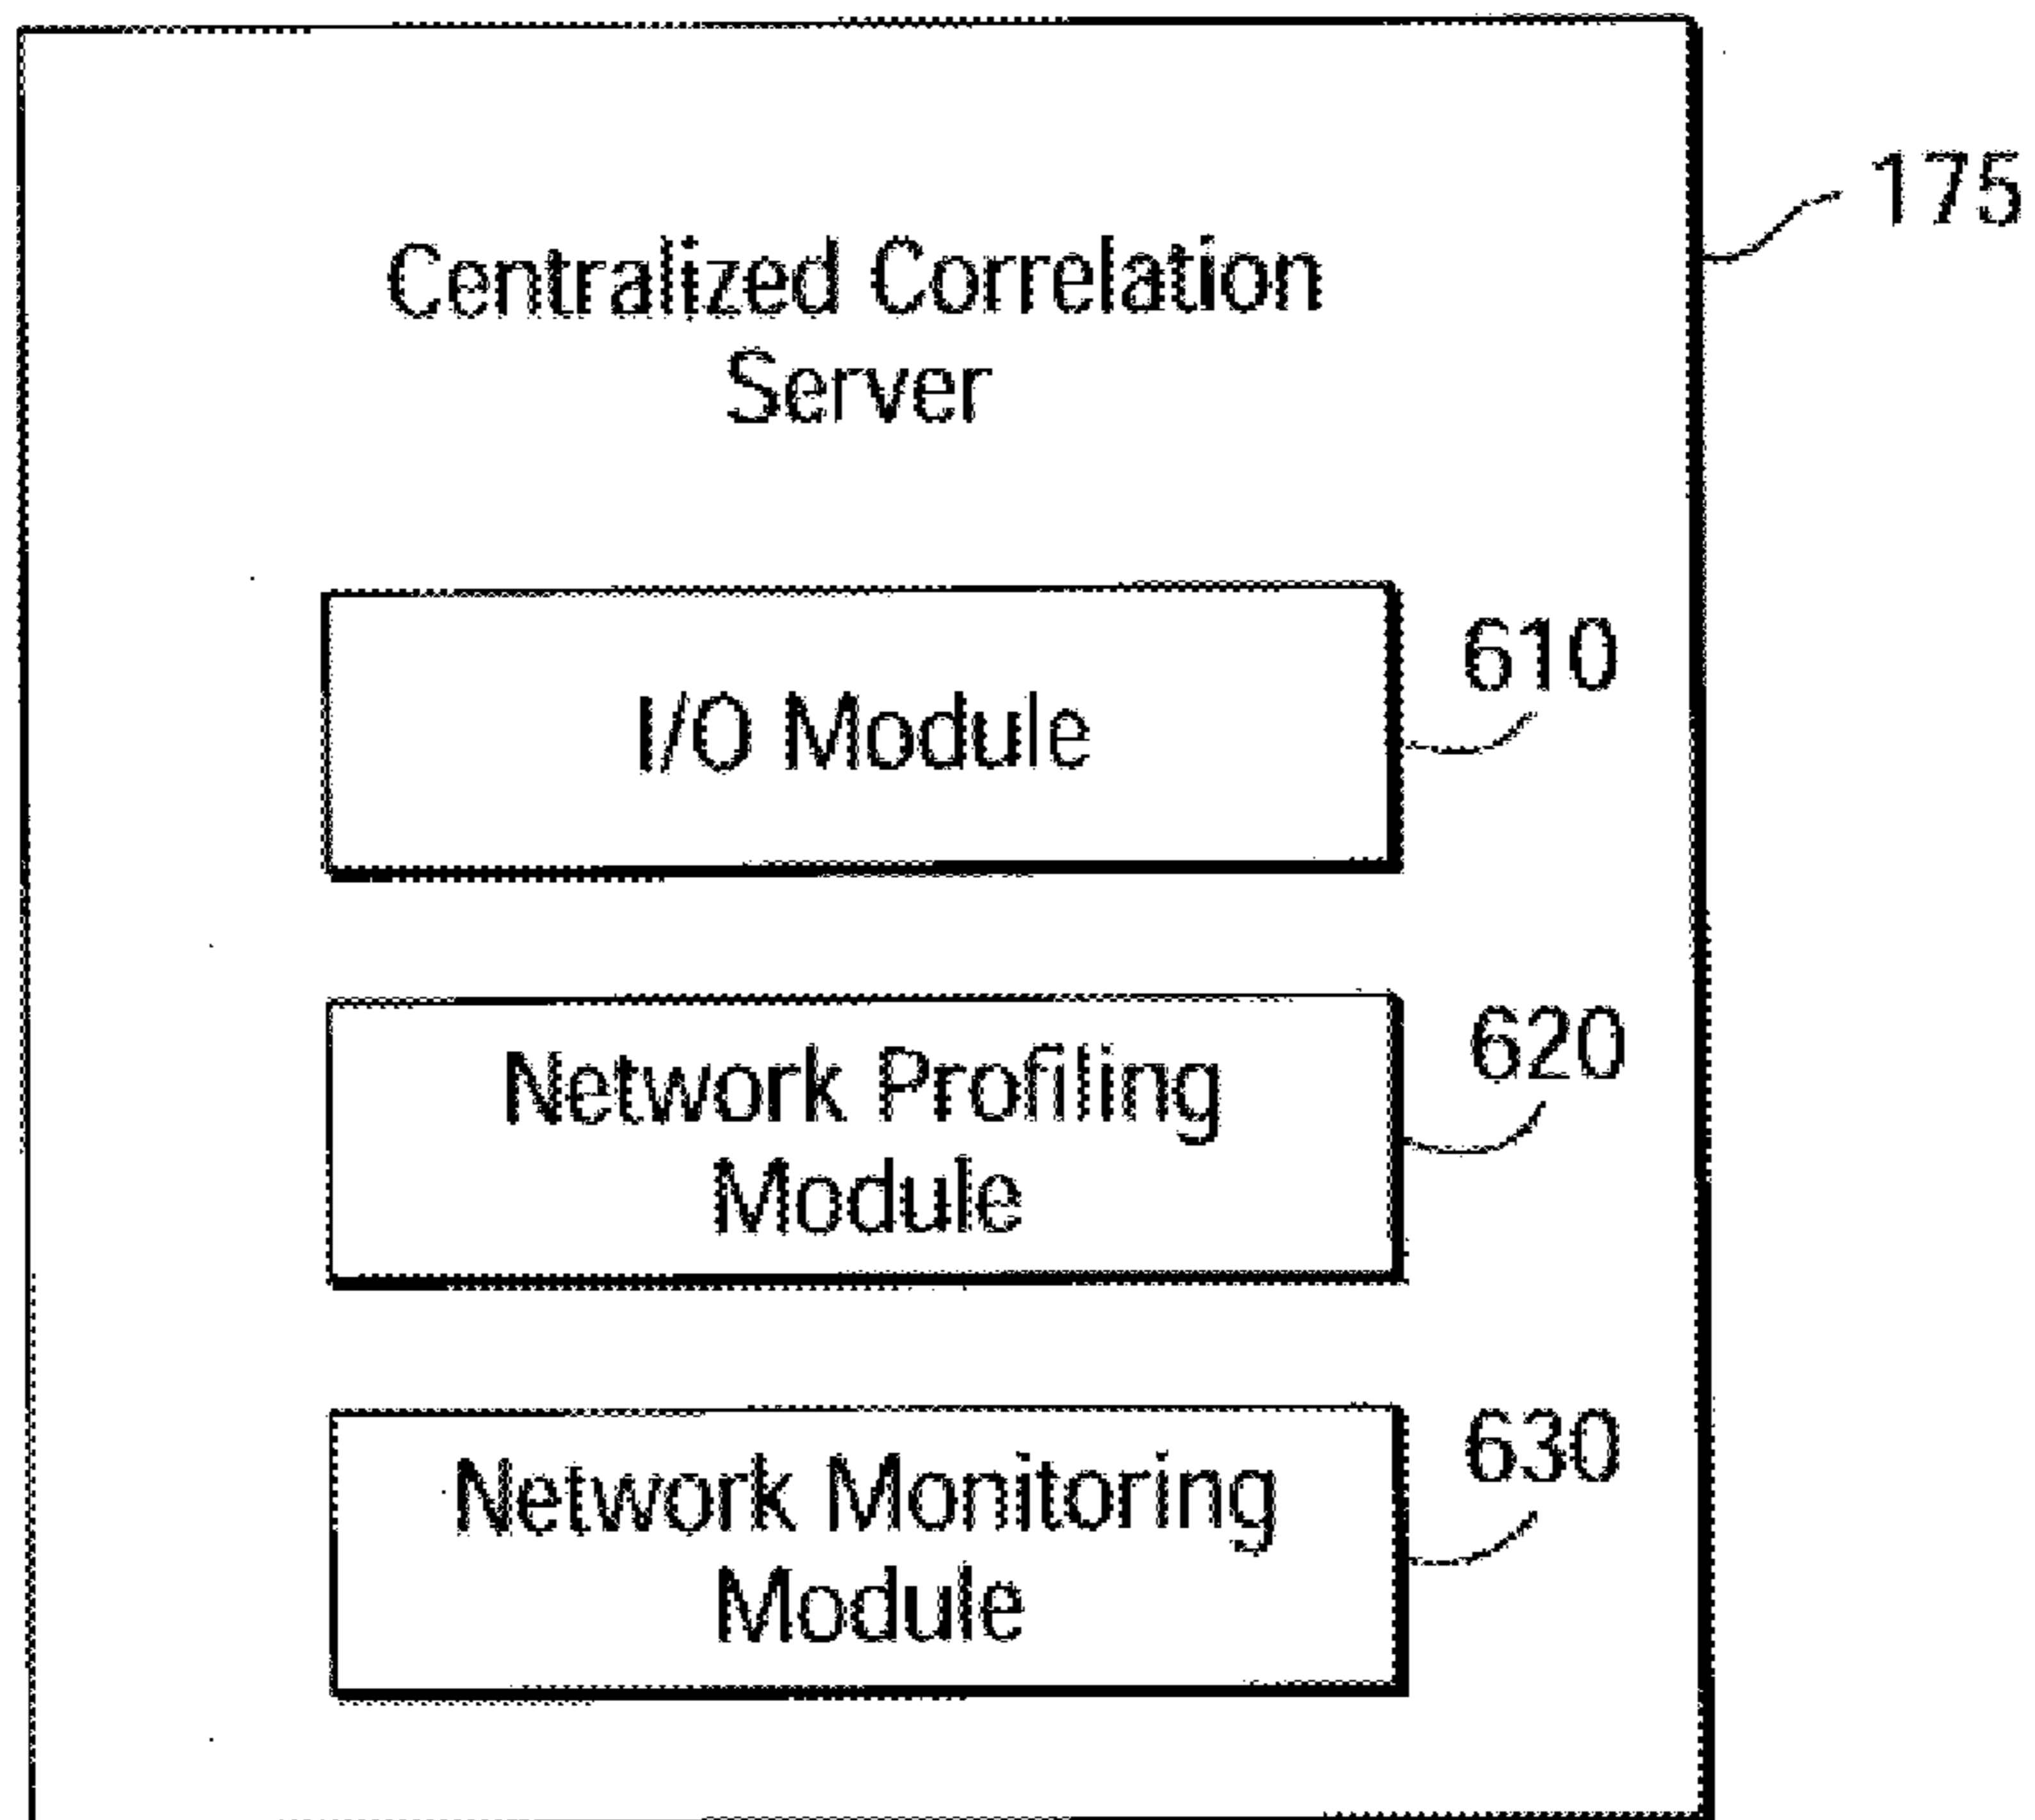 175
Centralized Correlation
Server
610
I/O Module
620
Network Profiling
Module
630
Network Monitoring
Module